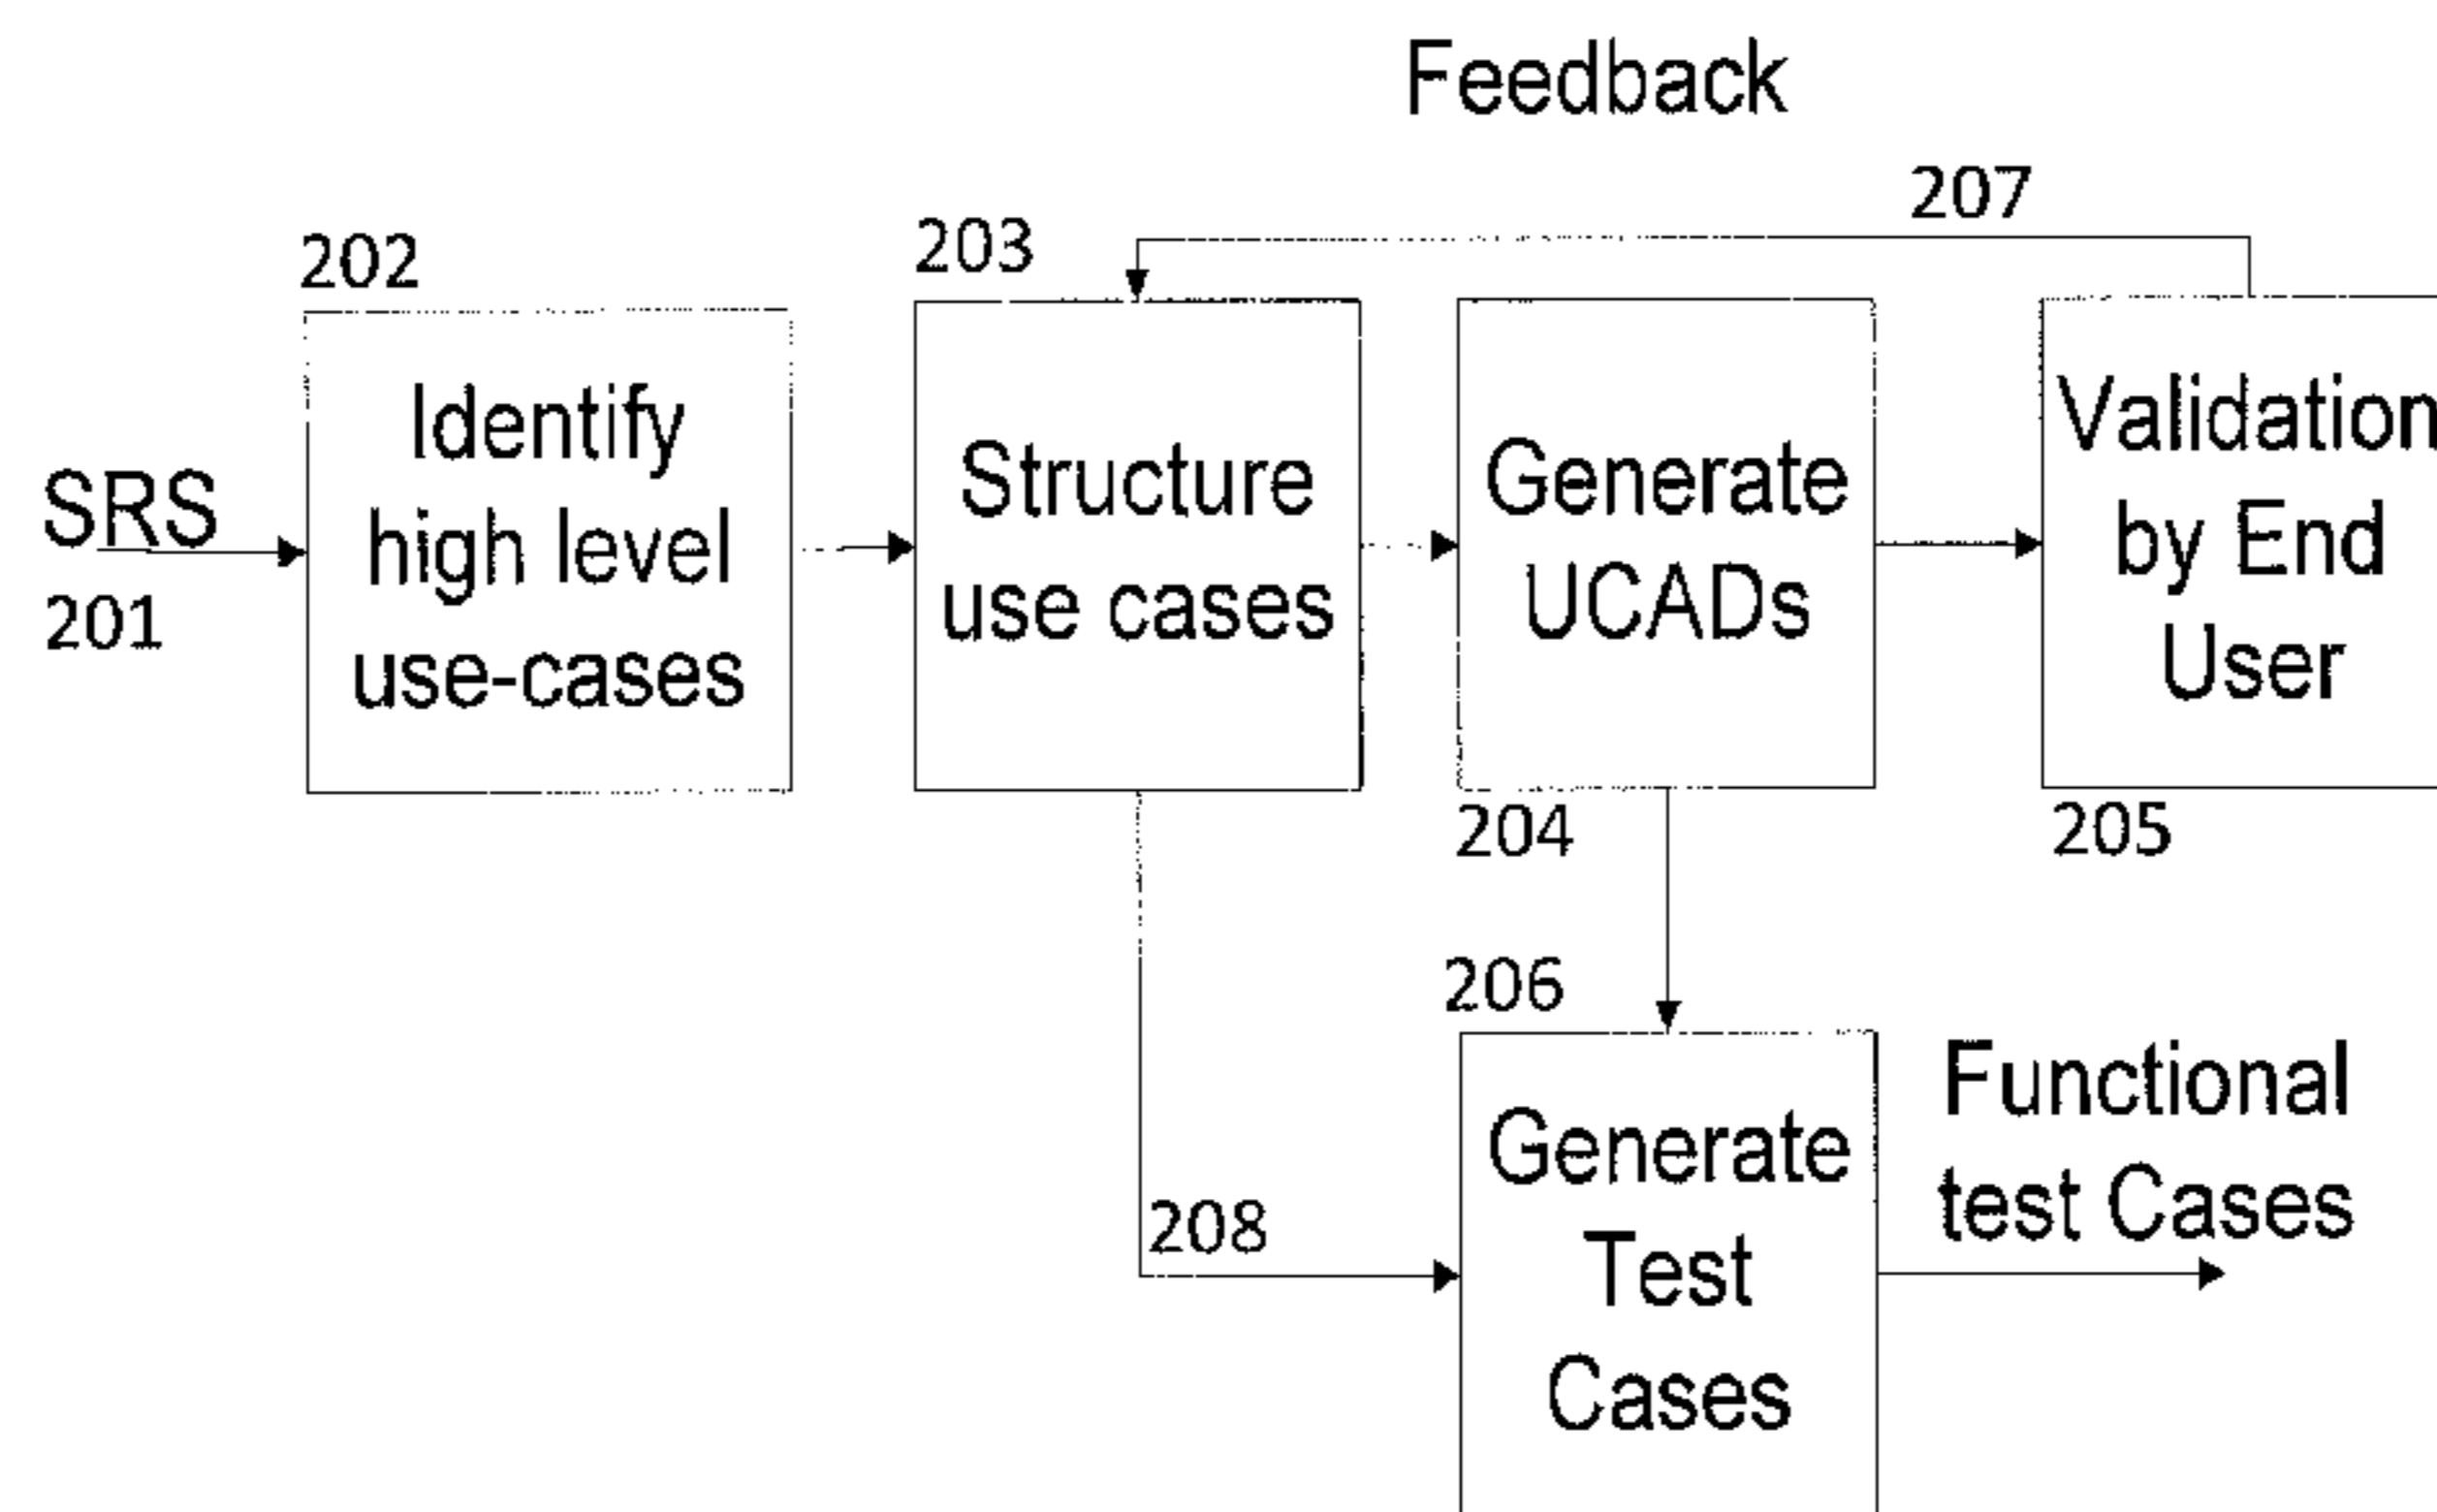 Feedback
207
202
203
Identify
high level
use-cases
Structure
use cases
Generate
UCADs
Validation
by End
User
SRS
201
204
205
206
208
Generate
Test
Cases
Functional
test Cases